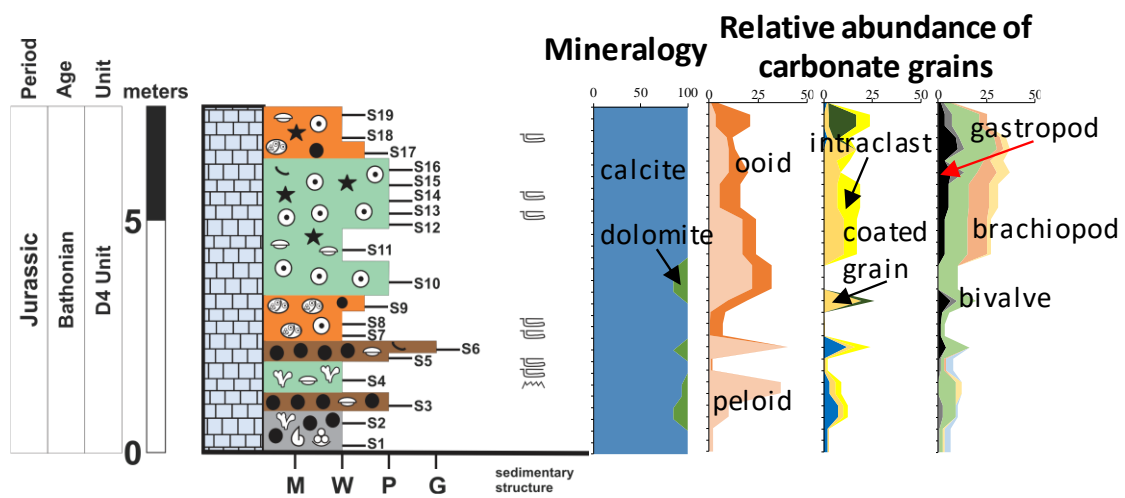 Period
Age
Unit
meters
Mineralogy
Relative abundance of
carbonate grains
0 50 100
0 25 50
0 25 50
0 25 50
Jurassic
Bathonian
D4 Unit
5
0
S19
S18
S17
S16
S15
S14
S13
S12
S11
S10
S9
S8
S7
S6
S5
S4
S3
S2
S1
M W P G
sedimentary
structure
calcite
dolomite
ooid
peloid
intraclast
coated
grain
gastropod
brachiopod
bivalve